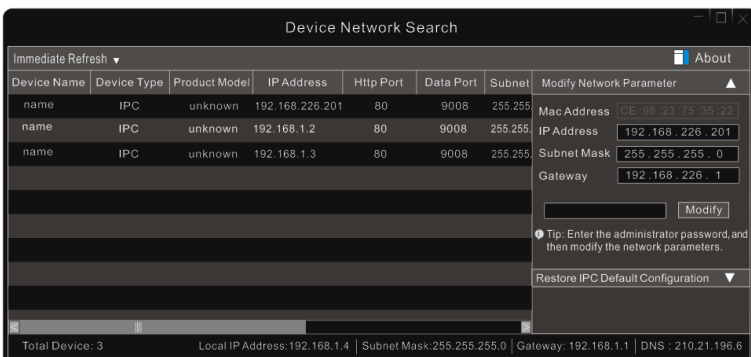 Device Network Search
Immediate Refresh ▼ About
Device Name Device Type Product Model IP Address Http Port Data Port Subnet
name IPC unknown 192.168.226.201 80 9008 255.255.
name IPC unknown 192.168.1.2 80 9008 255.255.
name IPC unknown 192.168.1.3 80 9008 255.255.
Modify Network Parameter ▲
Mac Address CE:98:23:75:35:22
IP Address 192.168.226.201
Subnet Mask 255.255.255.0
Gateway 192.168.226.1
Modify
Tip: Enter the administrator password, and
then modify the network parameters.
Restore IPC Default Configuration ▼
Total Device: 3 Local IP Address:192.168.1.4 Subnet Mask:255.255.255.0 Gateway: 192.168.1.1 DNS : 210.21.196.6